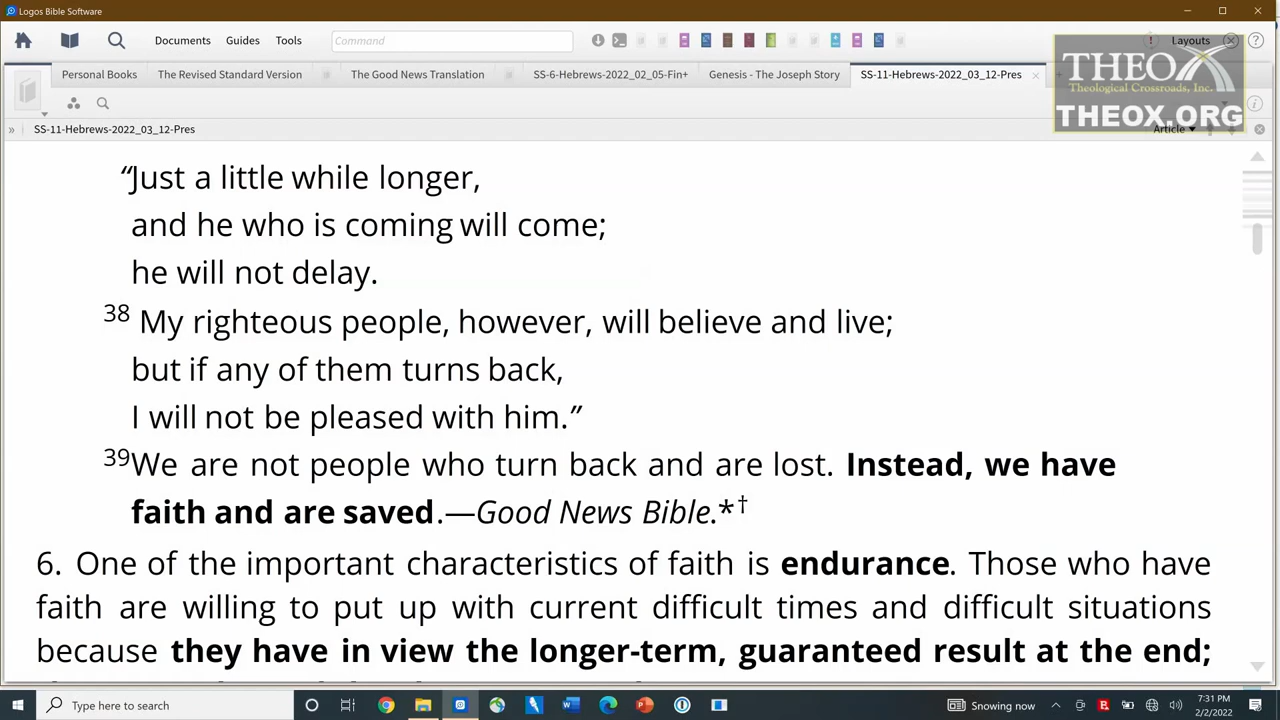 Logos Bible Software
Documents Guides Tools Command Layouts
THEOX
Theological Crossroads, Inc.
THEOX.ORG
Personal Books The Revised Standard Version The Good News Translation SS-6-Hebrews-2022_02_05-Fin+ Genesis - The Joseph Story SS-11-Hebrews-2022_03_12-Pres
» SS-11-Hebrews-2022_03_12-Pres Article
“Just a little while longer,
and he who is coming will come;
he will not delay.
38 My righteous people, however, will believe and live;
but if any of them turns back,
I will not be pleased with him.”
39We are not people who turn back and are lost. Instead, we have
faith and are saved.—Good News Bible.*†
6. One of the important characteristics of faith is endurance. Those who have
faith are willing to put up with current difficult times and difficult situations
because they have in view the longer-term, guaranteed result at the end;
Type here to search Snowing now 7:31 PM
2/2/2022